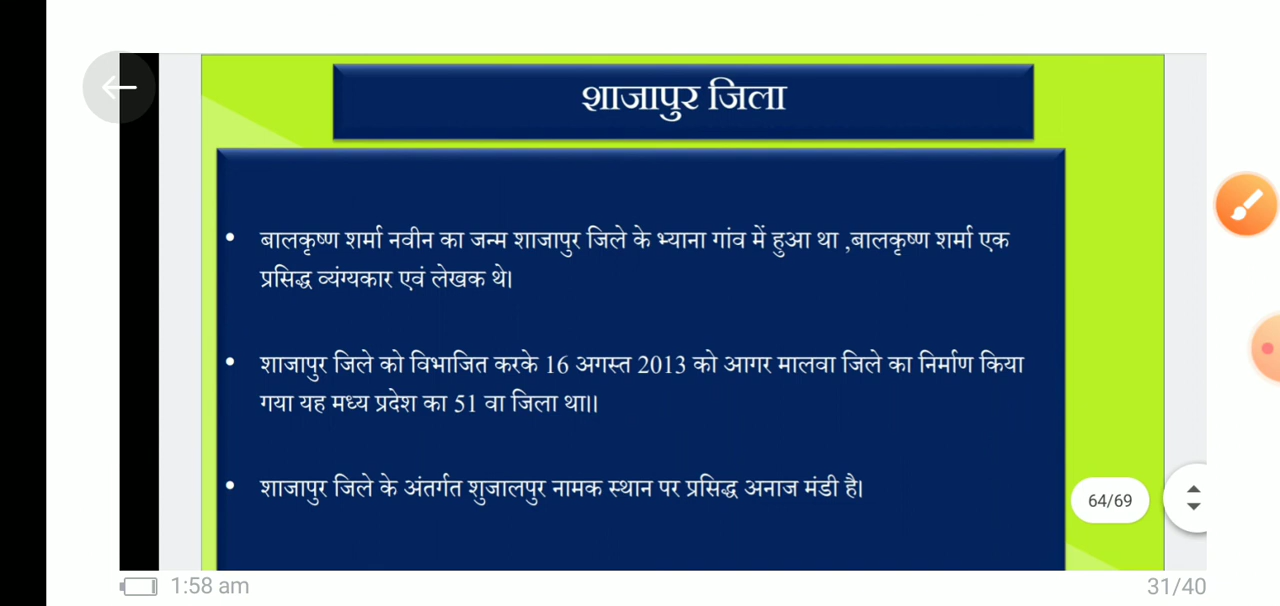 शाजापुर जिला
• बालकृष्ण शर्मा नवीन का जन्म शाजापुर जिले के भ्याना गांव में हुआ था ,बालकृष्ण शर्मा एक
प्रसिद्ध व्यंग्यकार एवं लेखक थे।
• शाजापुर जिले को विभाजित करके 16 अगस्त 2013 को आगर मालवा जिले का निर्माण किया
गया यह मध्य प्रदेश का 51 वा जिला था।।
• शाजापुर जिले के अंतर्गत शुजालपुर नामक स्थान पर प्रसिद्ध अनाज मंडी है।
64/69
1:58 am
31/40